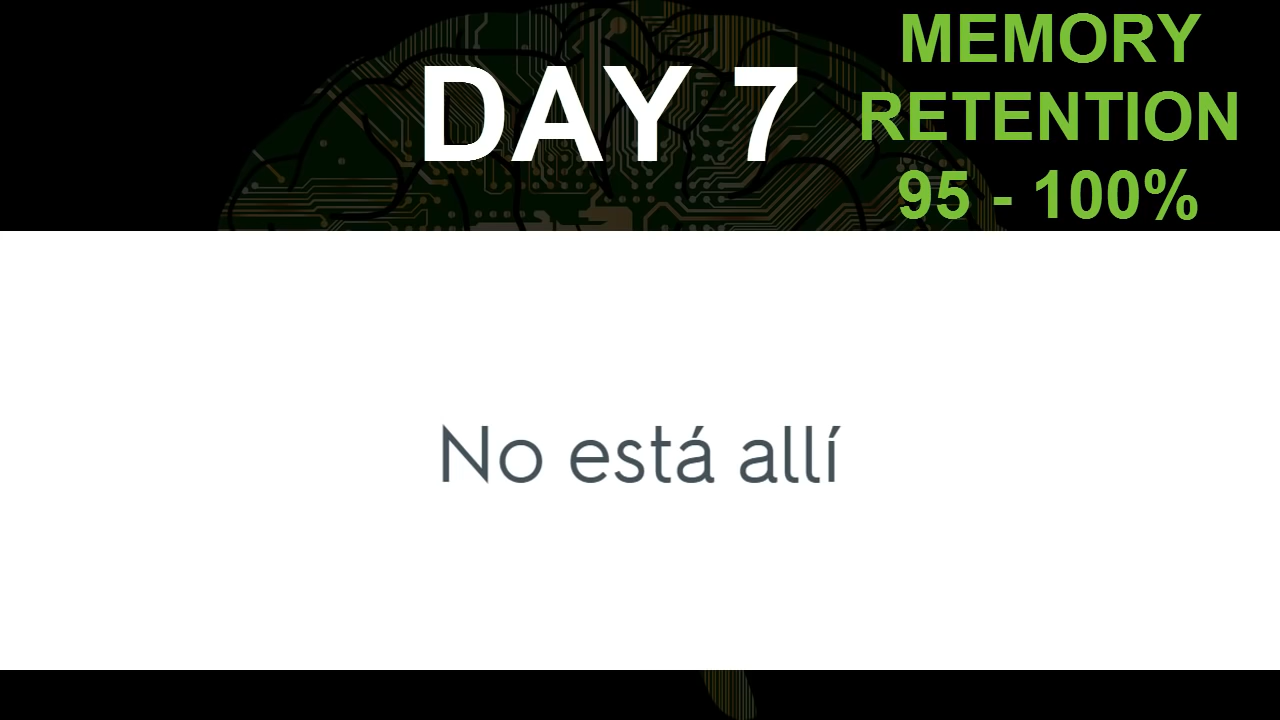 DAY 7
MEMORY
RETENTION
95 - 100%
No está allí